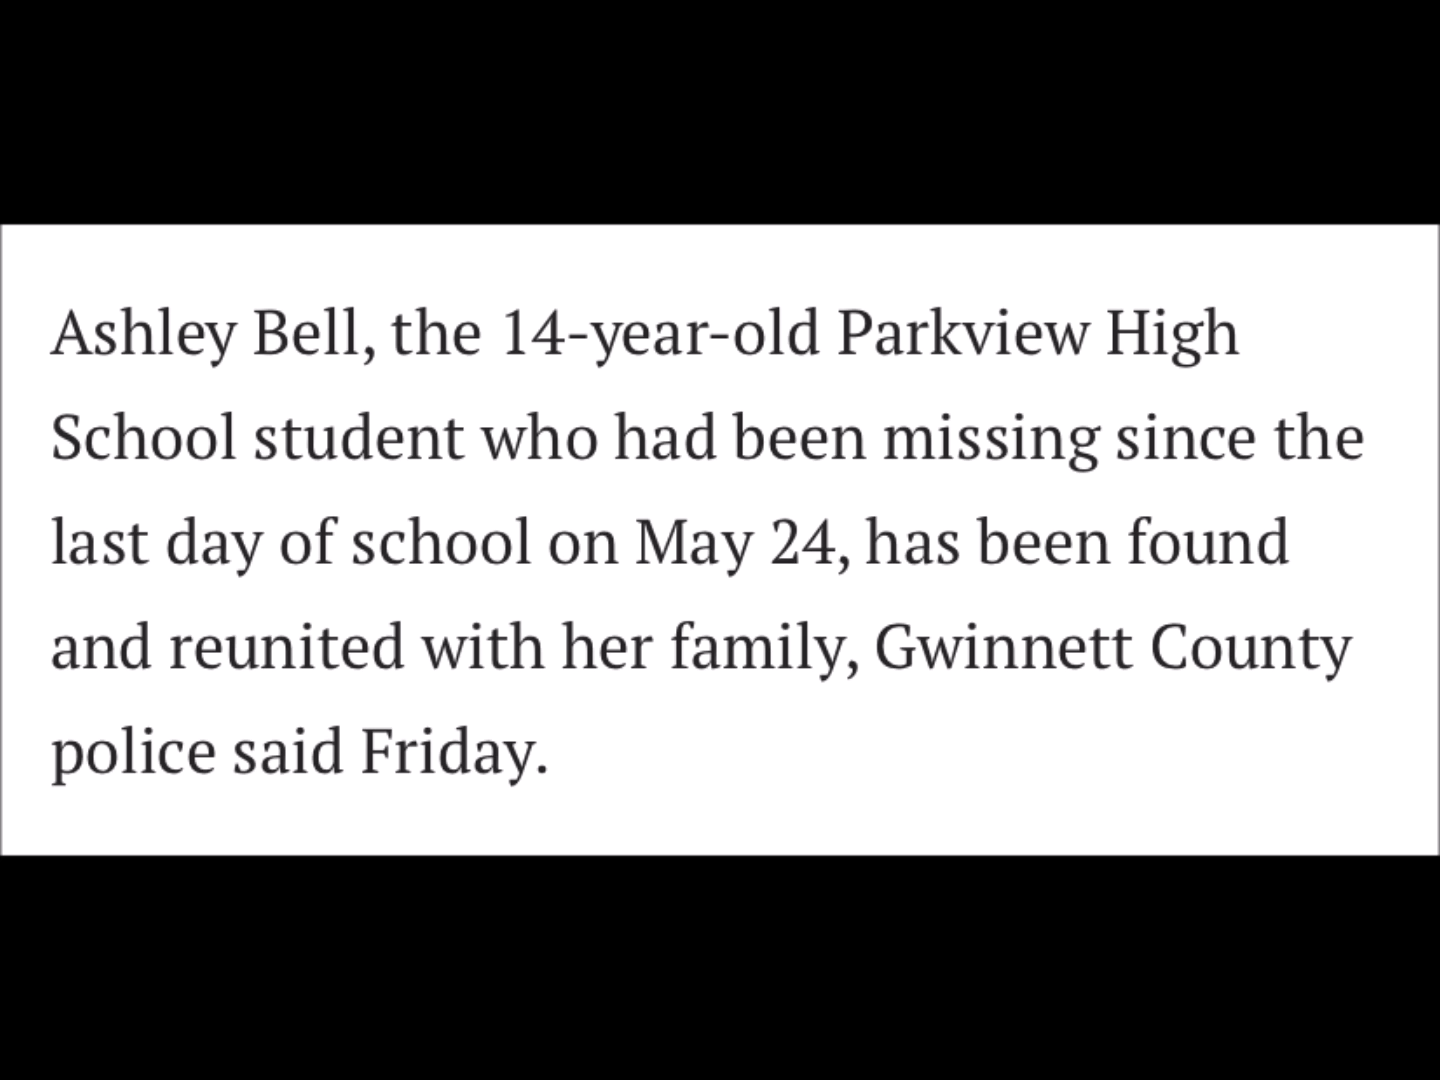 Ashley Bell, the 14-year-old Parkview High
School student who had been missing since the
last day of school on May 24, has been found
and reunited with her family, Gwinnett County
police said Friday.